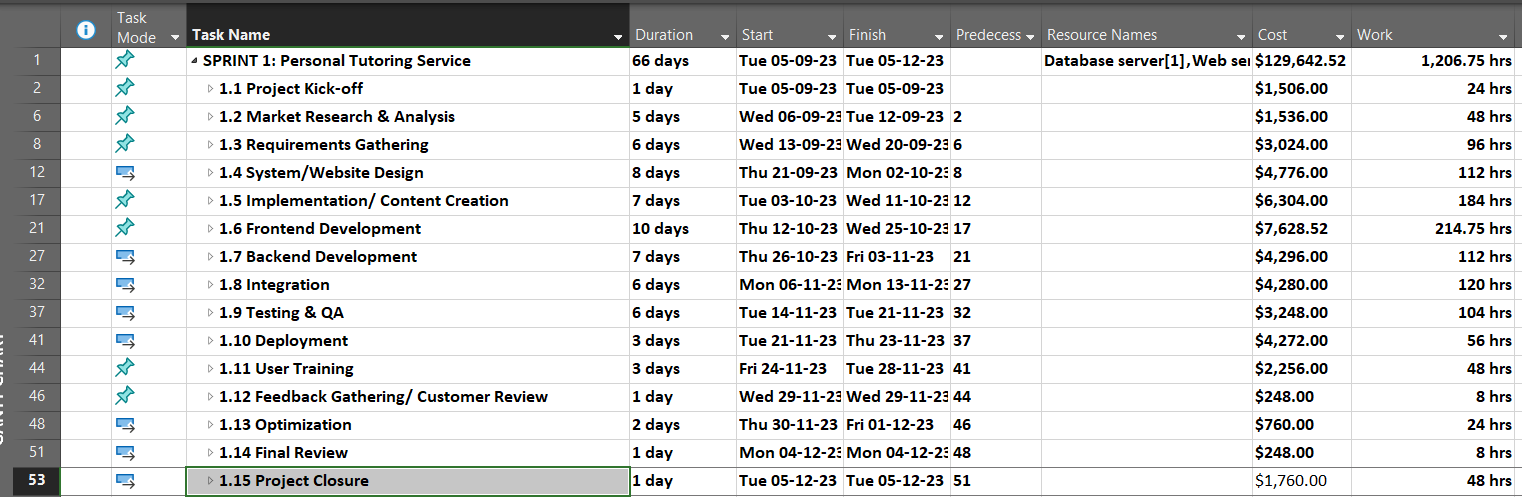 Task Mode Task Name Duration Start Finish Predecess Resource Names Cost Work
1 SPRINT 1: Personal Tutoring Service 66 days Tue 05-09-23 Tue 05-12-23 Database server[1],Web ser $129,642.52 1,206.75 hrs
2 1.1 Project Kick-off 1 day Tue 05-09-23 Tue 05-09-23 $1,506.00 24 hrs
6 1.2 Market Research & Analysis 5 days Wed 06-09-23 Tue 12-09-23 2 $1,536.00 48 hrs
8 1.3 Requirements Gathering 6 days Wed 13-09-23 Wed 20-09-23 6 $3,024.00 96 hrs
12 1.4 System/Website Design 8 days Thu 21-09-23 Mon 02-10-23 8 $4,776.00 112 hrs
17 1.5 Implementation/ Content Creation 7 days Tue 03-10-23 Wed 11-10-23 12 $6,304.00 184 hrs
21 1.6 Frontend Development 10 days Thu 12-10-23 Wed 25-10-23 17 $7,628.52 214.75 hrs
27 1.7 Backend Development 7 days Thu 26-10-23 Fri 03-11-23 21 $4,296.00 112 hrs
32 1.8 Integration 6 days Mon 06-11-23 Mon 13-11-23 27 $4,280.00 120 hrs
37 1.9 Testing & QA 6 days Tue 14-11-23 Tue 21-11-23 32 $3,248.00 104 hrs
41 1.10 Deployment 3 days Tue 21-11-23 Thu 23-11-23 37 $4,272.00 56 hrs
44 1.11 User Training 3 days Fri 24-11-23 Tue 28-11-23 41 $2,256.00 48 hrs
46 1.12 Feedback Gathering/ Customer Review 1 day Wed 29-11-23 Wed 29-11-23 44 $248.00 8 hrs
48 1.13 Optimization 2 days Thu 30-11-23 Fri 01-12-23 46 $760.00 24 hrs
51 1.14 Final Review 1 day Mon 04-12-23 Mon 04-12-23 48 $248.00 8 hrs
53 1.15 Project Closure 1 day Tue 05-12-23 Tue 05-12-23 51 $1,760.00 48 hrs